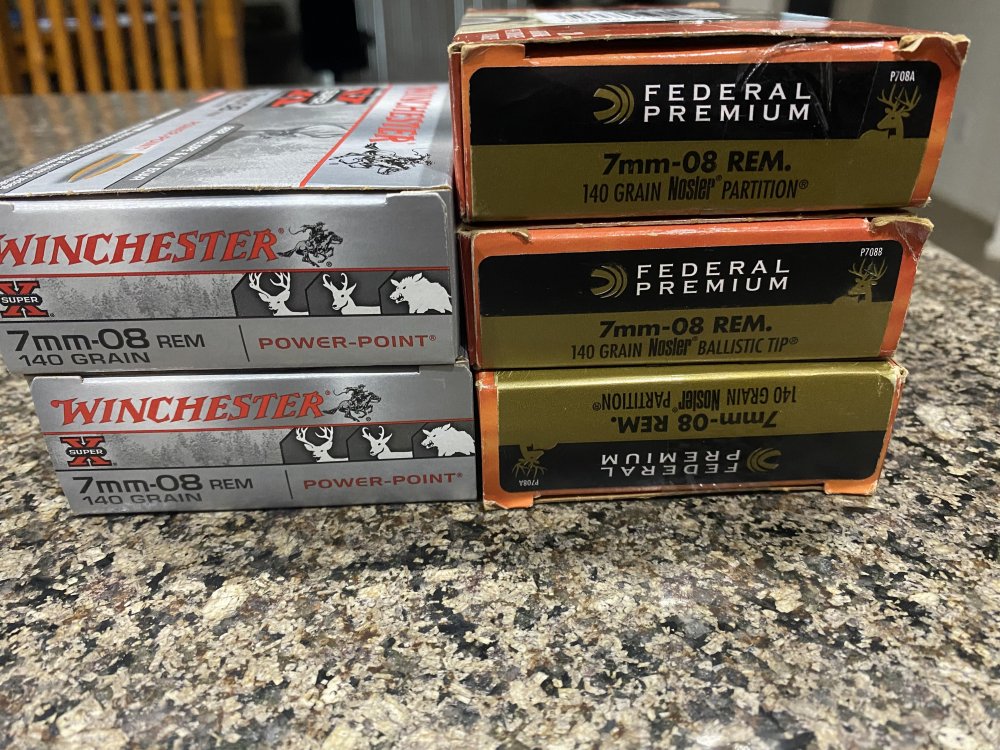 WINCHESTER
WINCHESTER®
SUPER X
7mm-08 REM
140 GRAIN
POWER-POINT®
WINCHESTER®
SUPER X
7mm-08 REM
140 GRAIN
POWER-POINT®
P708A
FEDERAL
PREMIUM
7mm-08 REM.
140 GRAIN Nosler® PARTITION®
P708B
FEDERAL
PREMIUM
7mm-08 REM.
140 GRAIN Nosler® BALLISTIC TIP®
P708A
FEDERAL
PREMIUM
7mm-08 REM.
140 GRAIN Nosler® PARTITION®